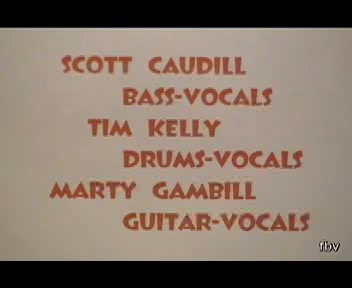 SCOTT CAUDILL
BASS-VOCALS
TIM KELLY
DRUMS-VOCALS
MARTY GAMBILL
GUITAR-VOCALS
fbv